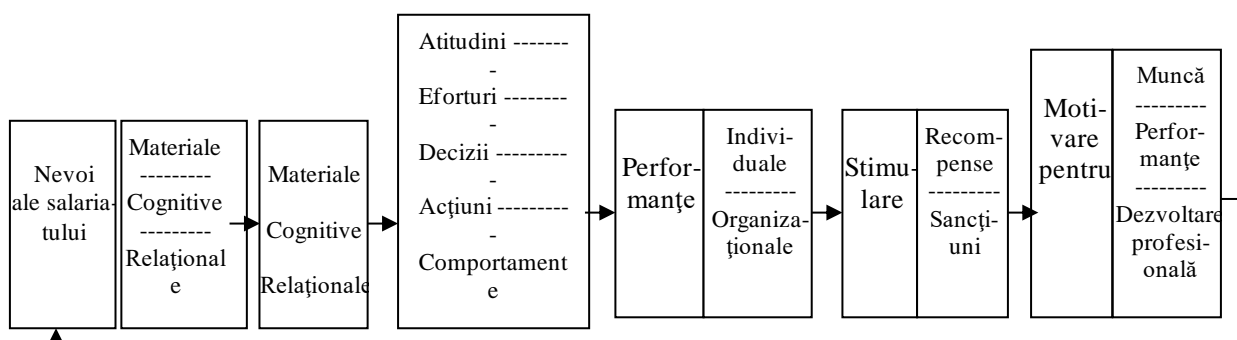 Nevoi
ale salaria-
tului
Materiale
---------
Cognitive
---------
Relaţional
e
Materiale
Cognitive
Relaţionale
Atitudini -------
-
Eforturi --------
-
Decizii ---------
-
Acţiuni ---------
-
Comportament
e
Perfor-
manţe
Indivi-
duale
---------
Organiza-
ţionale
Stimu-
lare
Recom-
pense
---------
Sancţi-
uni
Moti-
vare
pentru
Muncă
---------
Perfor-
manţe
---------
Dezvoltare
profesi-
onală